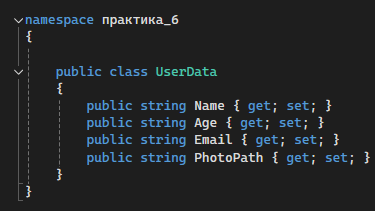 namespace практика_6
{
public class UserData
{
public string Name { get; set; }
public string Age { get; set; }
public string Email { get; set; }
public string PhotoPath { get; set; }
}
}